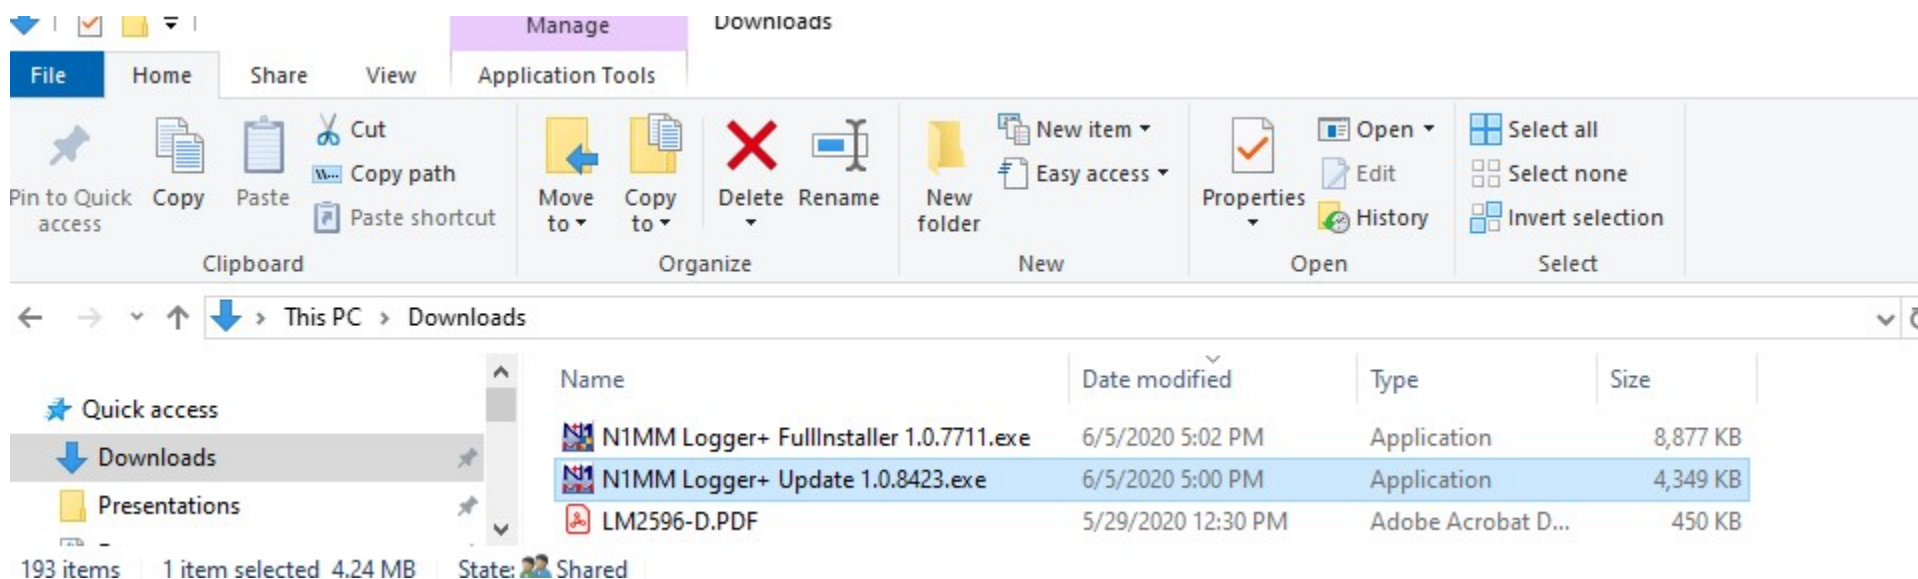 Manage Downloads
File Home Share View Application Tools
Pin to Quick access
Copy
Paste
Cut
Copy path
Paste shortcut
Clipboard
Move to
Copy to
Delete
Rename
Organize
New folder
New item
Easy access
New
Properties
Open
Edit
History
Open
Select all
Select none
Invert selection
Select
This PC > Downloads
Quick access
Downloads
Presentations
Name Date modified Type Size
N1MM Logger+ FullInstaller 1.0.7711.exe 6/5/2020 5:02 PM Application 8,877 KB
N1MM Logger+ Update 1.0.8423.exe 6/5/2020 5:00 PM Application 4,349 KB
LM2596-D.PDF 5/29/2020 12:30 PM Adobe Acrobat D... 450 KB
193 items 1 item selected 4.24 MB State: Shared